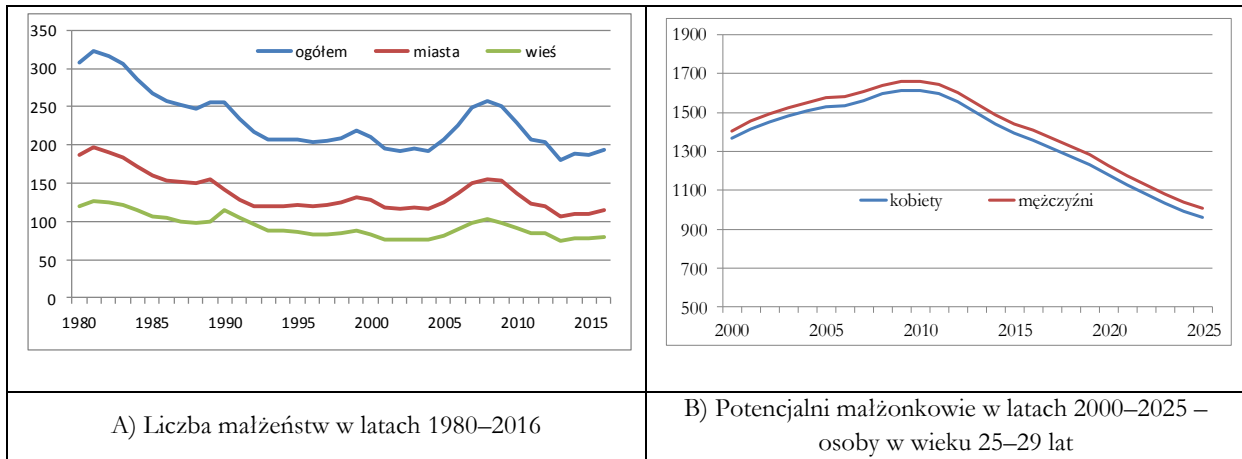 350
300
250
200
150
100
50
0
ogółem miasta wieś
1980 1985 1990 1995 2000 2005 2010 2015
1900
1700
1500
1300
1100
900
700
500
kobiety mężczyźni
2000 2005 2010 2015 2020 2025
A) Liczba małżeństw w latach 1980–2016
B) Potencjalni małżonkowie w latach 2000–2025 –
osoby w wieku 25–29 lat